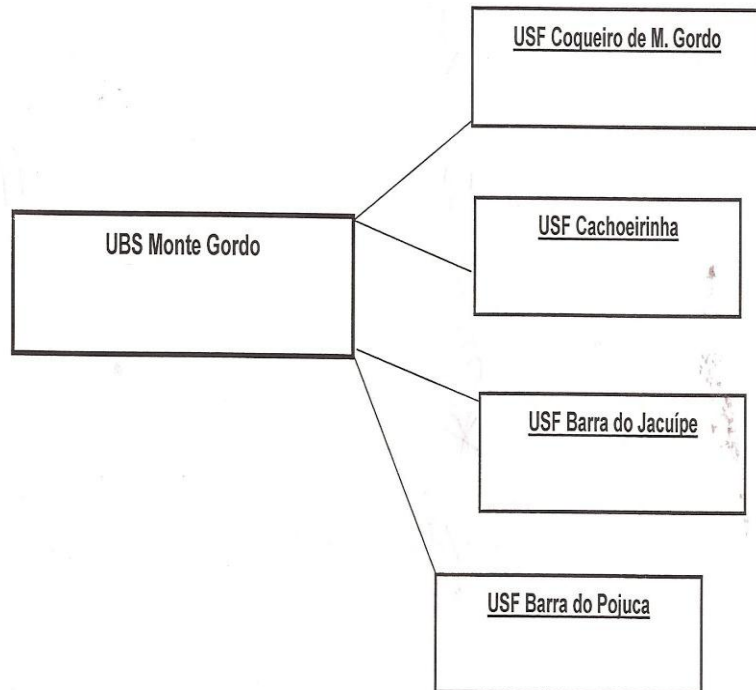 USF Coqueiro de M. Gordo
UBS Monte Gordo
USF Cachoeirinha
USF Barra do Jacuípe
USF Barra do Pojuca